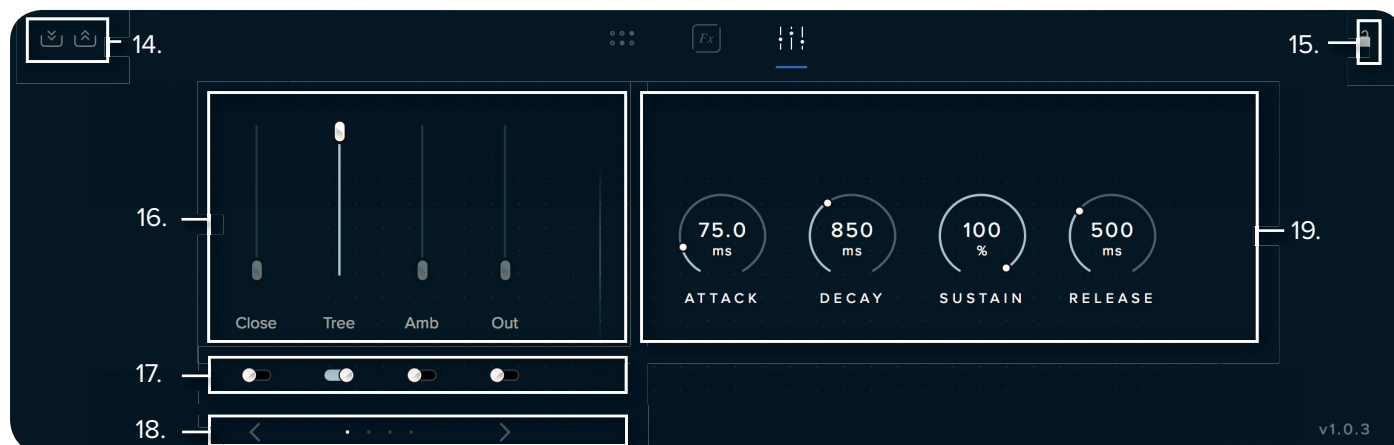 14.
Fx
15.
16.
Close Tree Amb Out
75.0 ms 850 ms 100 % 500 ms
ATTACK DECAY SUSTAIN RELEASE
19.
17.
18.
v1.0.3